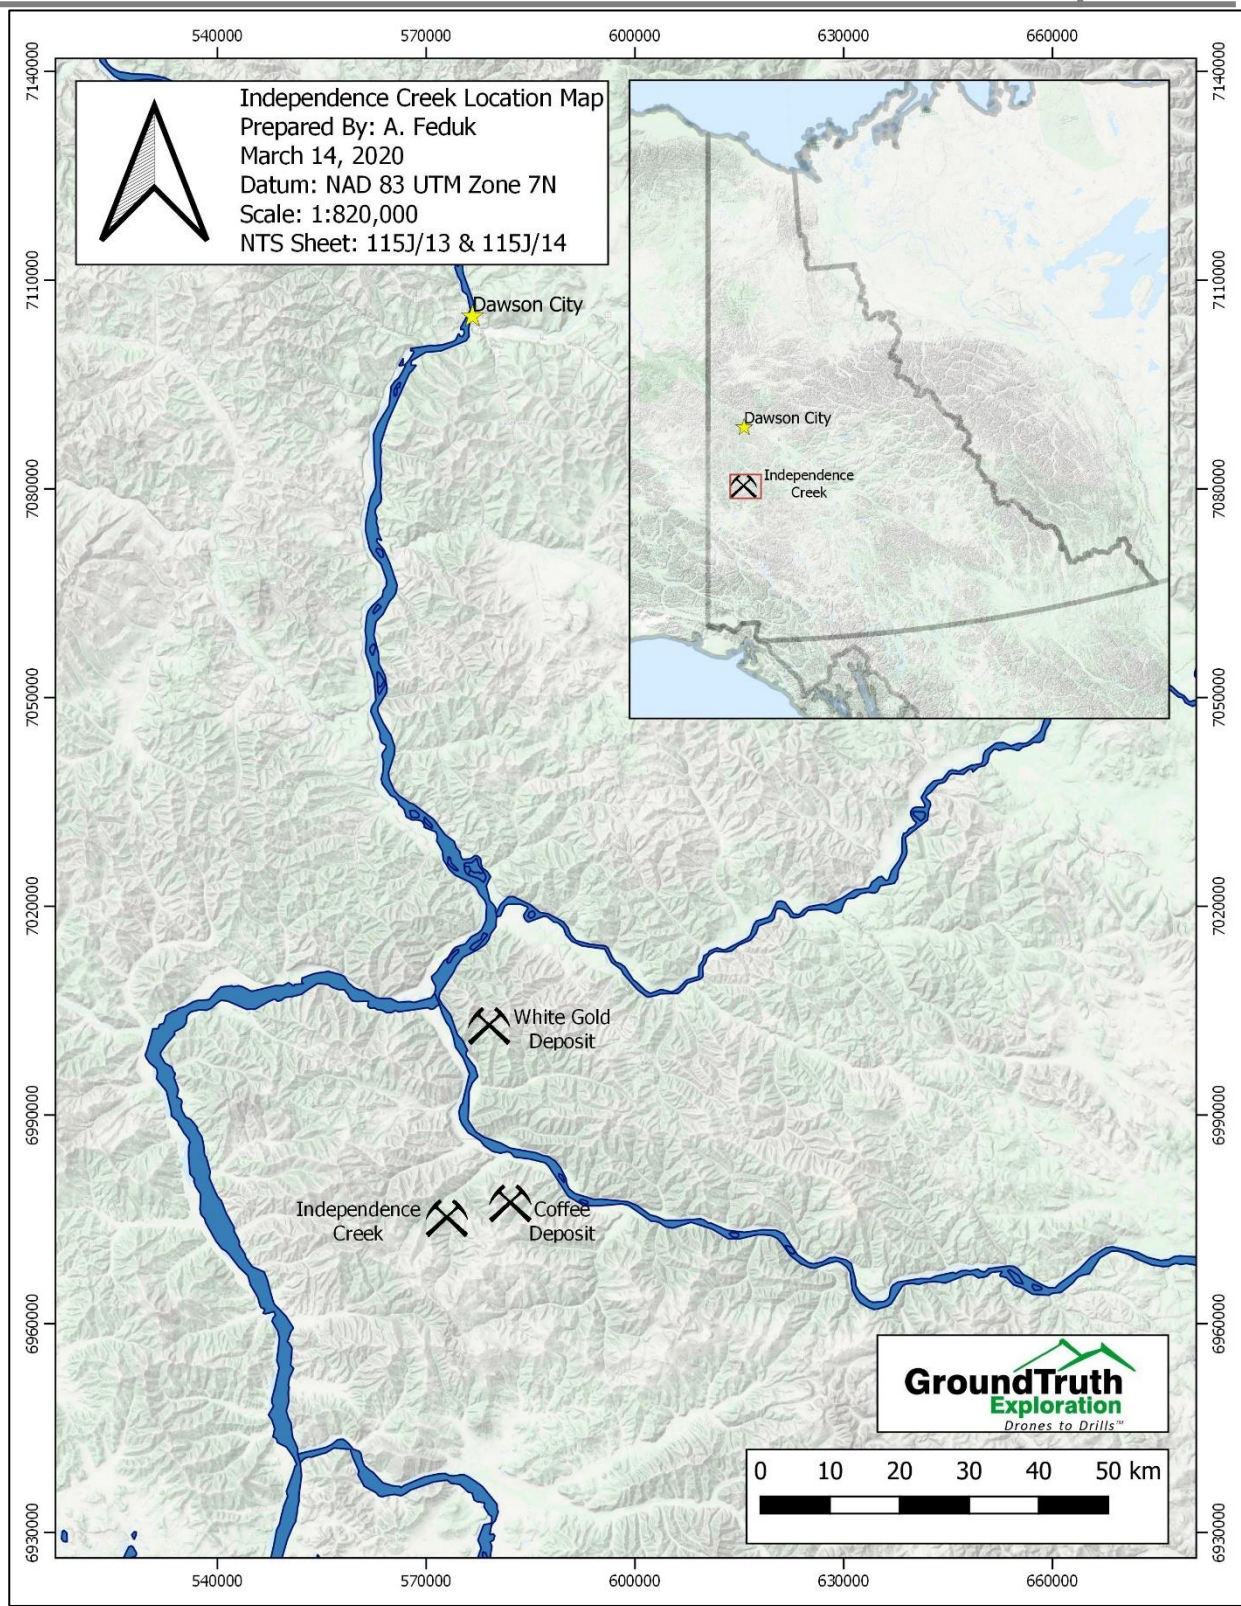 540000
570000
600000
630000
660000
7140000
7140000
Independence Creek Location Map
Prepared By: A. Feduk
March 14, 2020
Datum: NAD 83 UTM Zone 7N
Scale: 1:820,000
NTS Sheet: 115J/13 & 115J/14
7110000
7110000
Dawson City
Dawson City
Independence
Creek
7080000
7080000
7050000
7050000
7020000
7020000
White Gold
Deposit
6990000
6990000
Independence
Creek
Coffee
Deposit
6960000
6960000
GroundTruth
Exploration
Drones to Drills™
0 10 20 30 40 50 km
6930000
6930000
540000
570000
600000
630000
660000